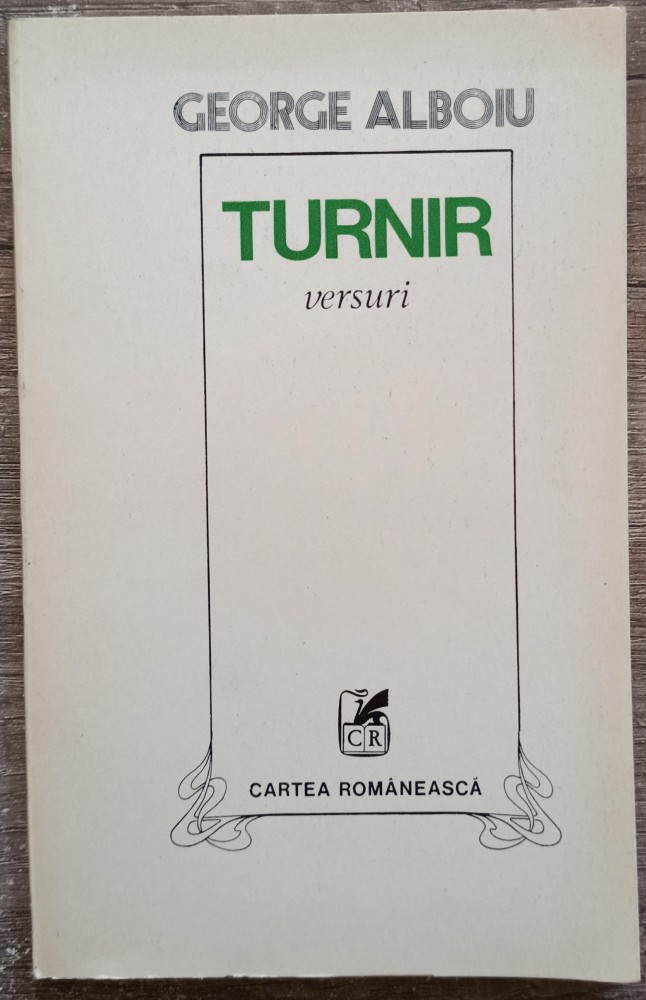 GEORGE ALBOIU
TURNIR
versuri
CR
CARTEA ROMÂNEASCĂ